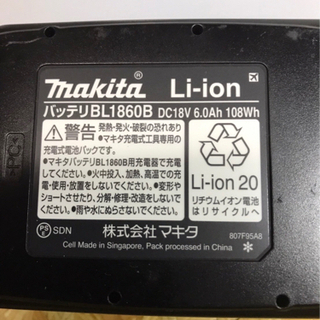 makita® Li-ion
バッテリBL1860B DC18V 6.0Ah 108Wh
警告 発熱・発火・破裂の恐れあり
●マキタ充電式工具専用の
充電式電池パックです。
●マキタバッテリBL1860B用充電器で充電
してください。●火中投入、加熱、高温での充
電・使用・放置をしないでください。●変形や
ショートさせたり、分解・修理・改造をしないで
ください。●雨や水にぬらさないでください。
Li-ion 20
リチウムイオン電池
はリサイクルへ
PS
E SDN 株式会社マキタ 807F95A8
Cell Made in Singapore, Pack processed in China